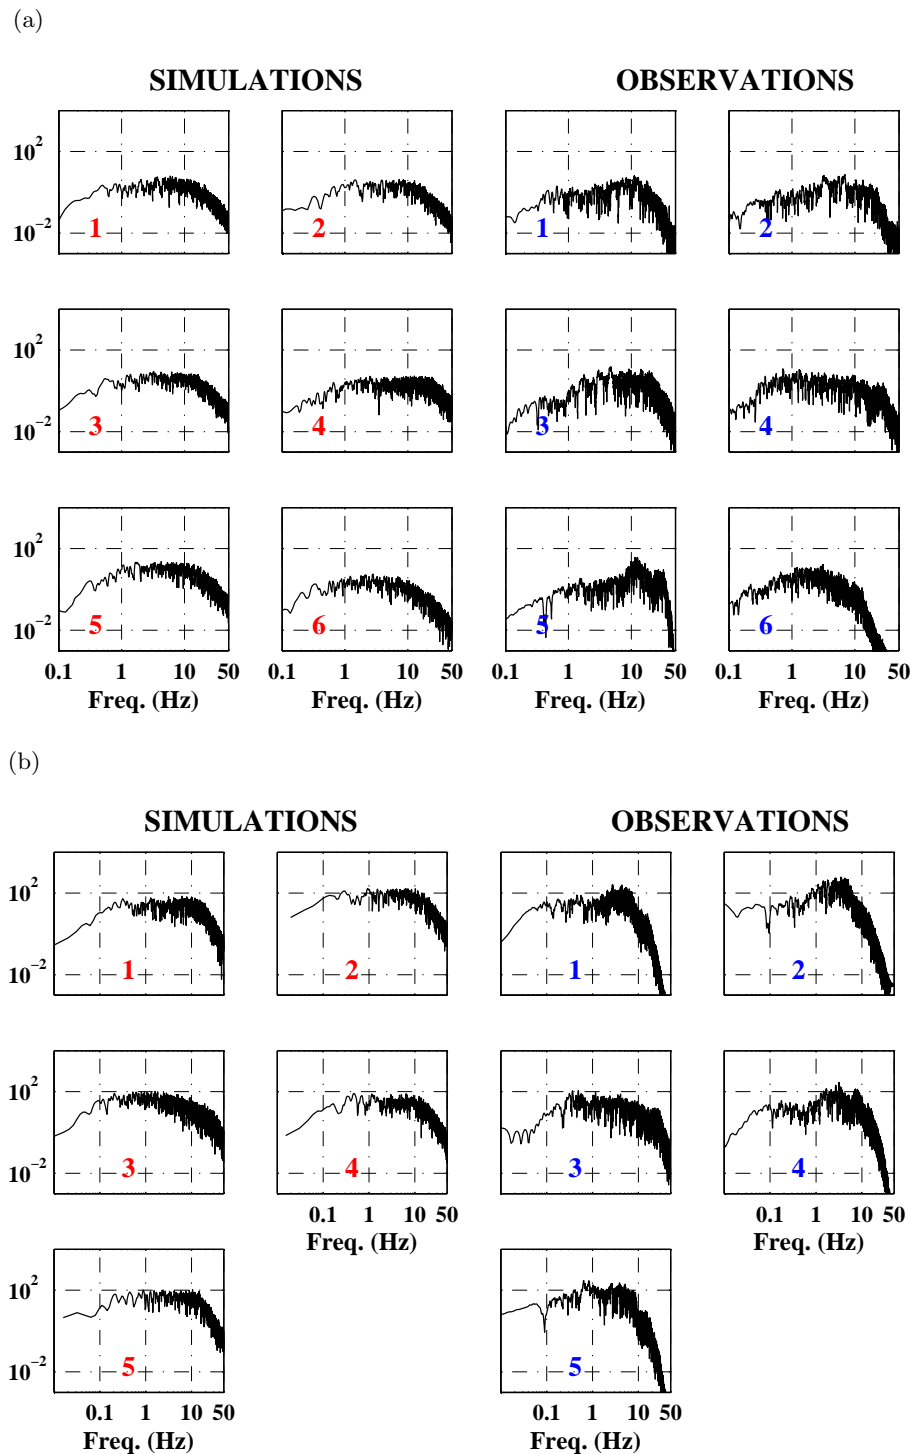 (a)
SIMULATIONS OBSERVATIONS
10^2
10^-2
1 2 1 2
10^2
10^-2
3 4 3 4
10^2
10^-2
5 6 5 6
0.1 1 10 50 0.1 1 10 50 0.1 1 10 50 0.1 1 10 50
Freq. (Hz) Freq. (Hz) Freq. (Hz) Freq. (Hz)
(b)
SIMULATIONS OBSERVATIONS
10^2
10^-2
1 2 1 2
10^2
10^-2
3 4 3 4
0.1 1 10 50 0.1 1 10 50
Freq. (Hz) Freq. (Hz)
10^2
10^-2
5 5
0.1 1 10 50 0.1 1 10 50
Freq. (Hz) Freq. (Hz)